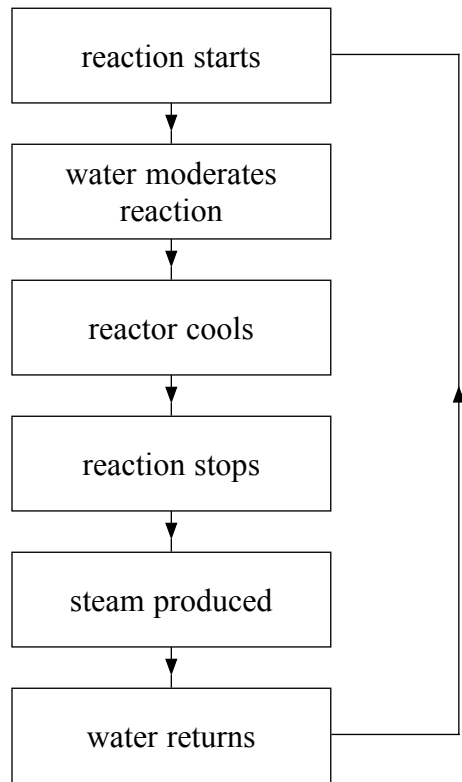 reaction starts
water moderates
reaction
reactor cools
reaction stops
steam produced
water returns